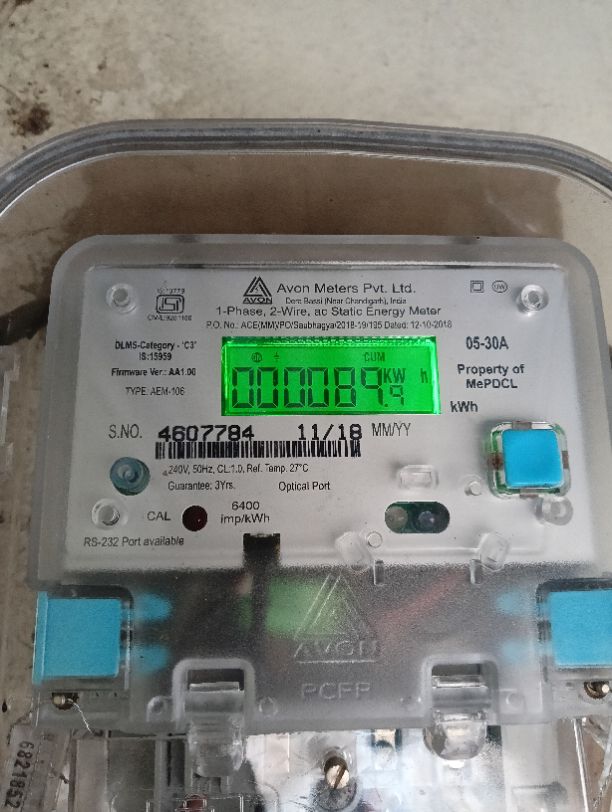 Avon Meters Pvt. Ltd.
AVON
Dera Bassi (Near Chandigarh), India
1-Phase, 2-Wire, ac Static Energy Meter
P.O. No.: ACE(MM)/PO/Saubhagya/2018-19/195 Dated: 12-10-2018
DLMS-Category - 'C3'
IS:15959
Firmware Ver.: AA1.00
TYPE: AEM-106
CUM
000089.9 KW h
05-30A
Property of
MePDCL
kWh
S.NO. 4607784 11/18 MM/YY
240V, 50Hz, CL:1.0, Ref. Temp. 27°C
Guarantee: 3Yrs. Optical Port
CAL
6400
imp/kWh
RS-232 Port available
AVON
PCFP
6821852